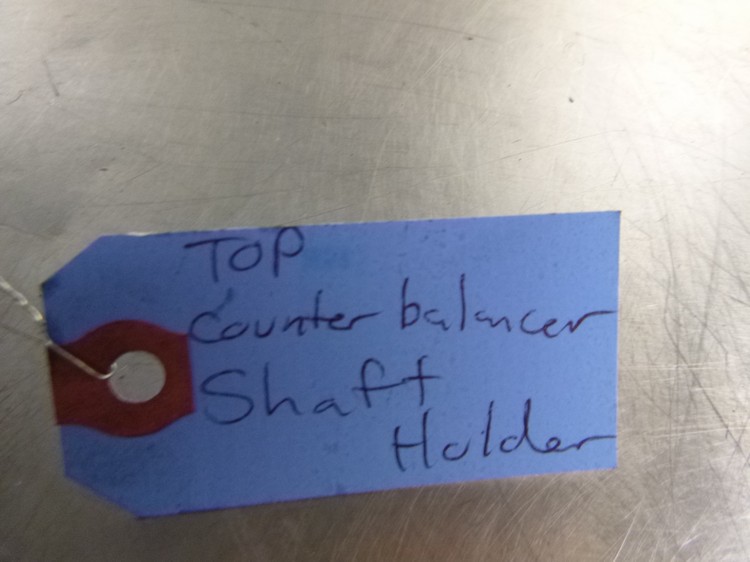 TOP
Counter balancer
Shaft
Holder